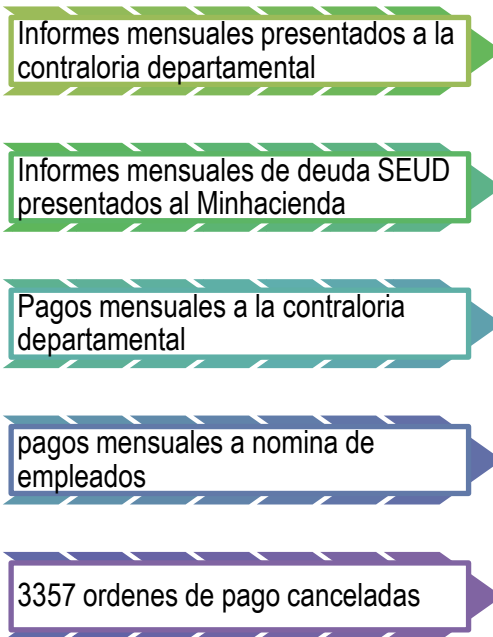 Informes mensuales presentados a la
contraloria departamental
Informes mensuales de deuda SEUD
presentados al Minhacienda
Pagos mensuales a la contraloria
departamental
pagos mensuales a nomina de
empleados
3357 ordenes de pago canceladas